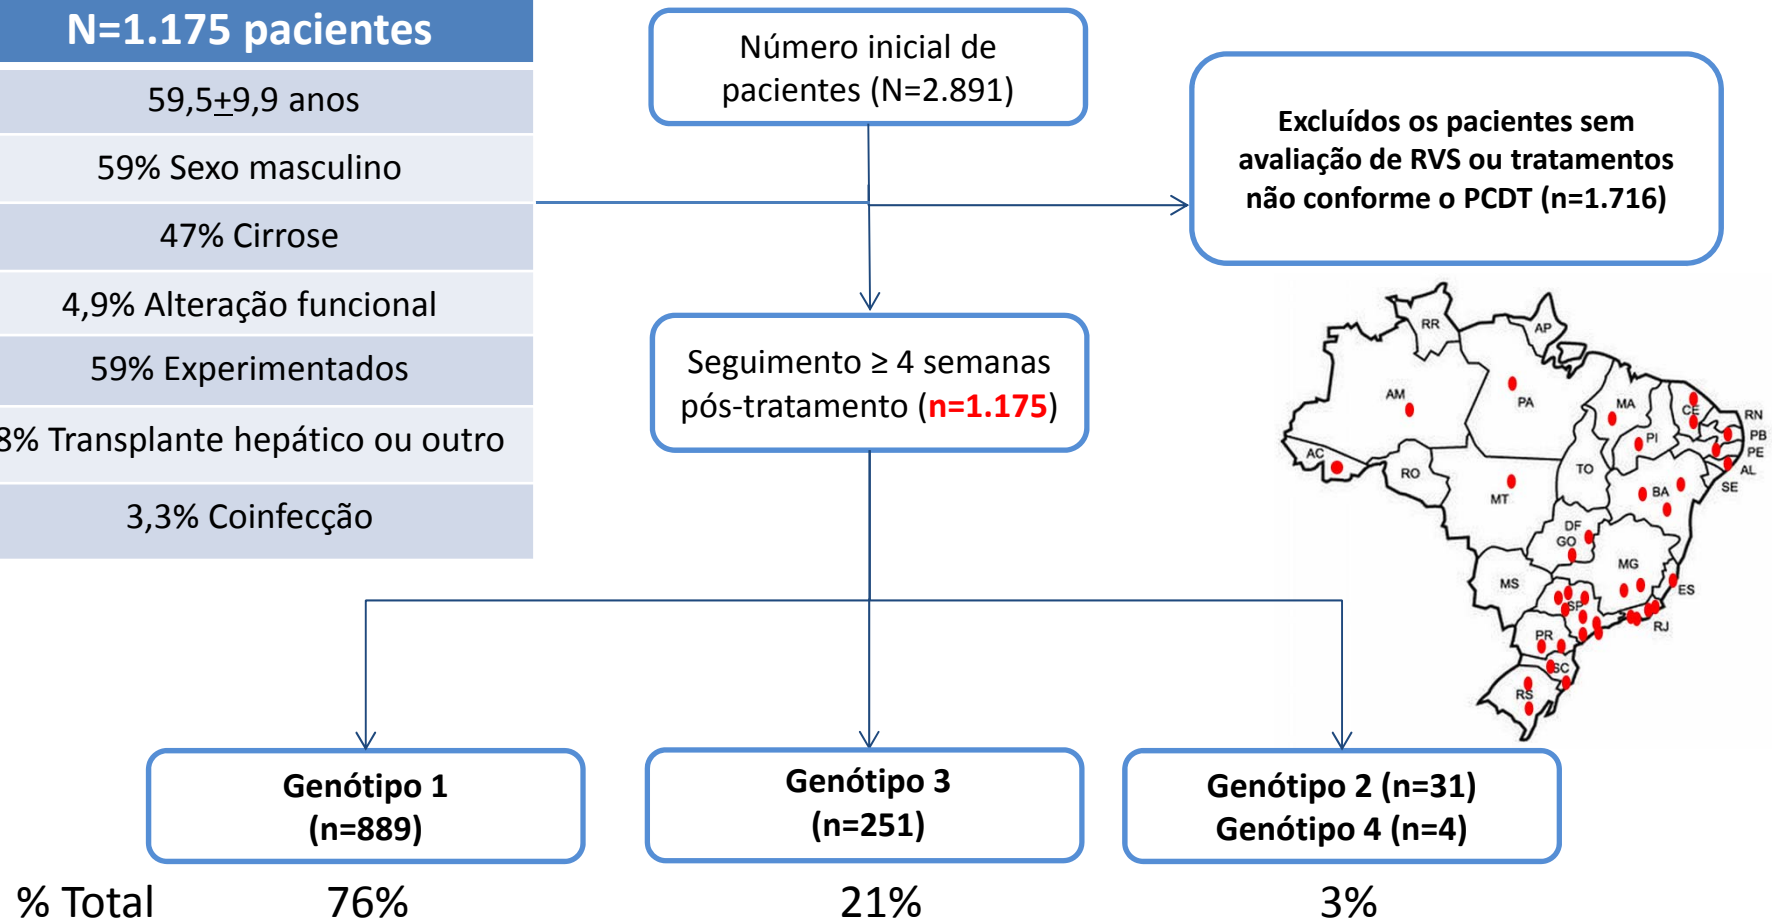 N=1.175 pacientes
59,5±9,9 anos
59% Sexo masculino
47% Cirrose
4,9% Alteração funcional
59% Experimentados
8% Transplante hepático ou outro
3,3% Coinfecção
Número inicial de
pacientes (N=2.891)
Excluídos os pacientes sem
avaliação de RVS ou tratamentos
não conforme o PCDT (n=1.716)
Seguimento ≥ 4 semanas
pós-tratamento (n=1.175)
RR
AP
AM
PA
MA
CE
RN
PB
PE
AL
SE
PI
AC
RO
TO
MT
BA
DF
GO
MG
ES
MS
SP
RJ
PR
SC
RS
Genótipo 1
(n=889)
Genótipo 3
(n=251)
Genótipo 2 (n=31)
Genótipo 4 (n=4)
% Total
76%
21%
3%